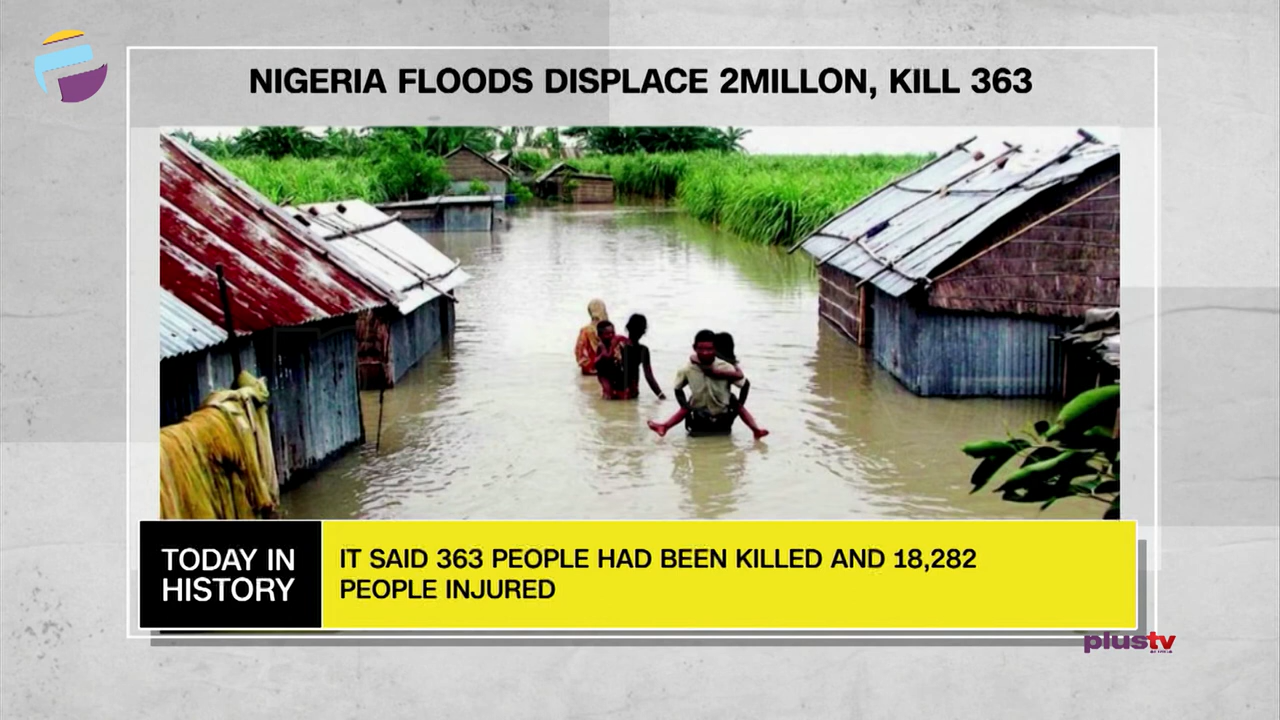 NIGERIA FLOODS DISPLACE 2MILLON, KILL 363
TODAY IN
HISTORY
IT SAID 363 PEOPLE HAD BEEN KILLED AND 18,282
PEOPLE INJURED
plustv